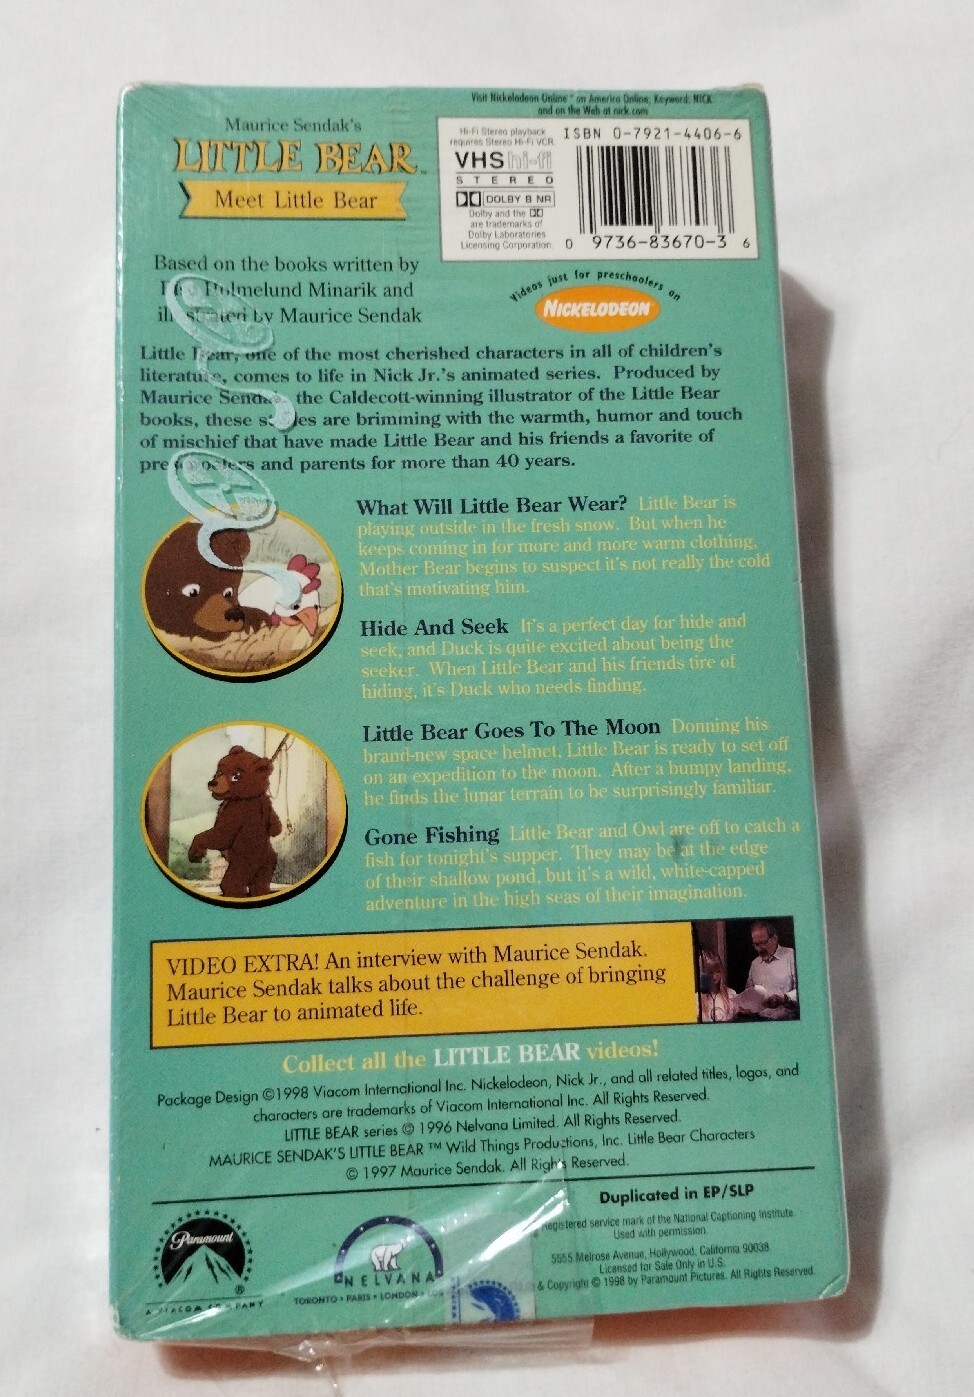 Visit Nickelodeon Online™ on America Online, Keyword: NICK
and on the Web at nick.com
Maurice Sendak's
LITTLE BEAR™
Meet Little Bear
Hi-Fi Stereo playback
requires Stereo Hi-Fi VCR.
VHS hi-fi
STEREO
DOLBY B NR
Dolby and the
are trademarks of
Dolby Laboratories
Licensing Corporation.
ISBN 0-7921-4406-6
0 9736-83670-3 6
Based on the books written by
Holmelund Minarik and
illustrated by Maurice Sendak
Videos just for preschoolers on
NICKELODEON
Little Bear, one of the most cherished characters in all of children's
literature, comes to life in Nick Jr.'s animated series. Produced by
Maurice Sendak, the Caldecott-winning illustrator of the Little Bear
books, these are brimming with the warmth, humor and touch
of mischief that have made Little Bear and his friends a favorite of
preschoolers and parents for more than 40 years.
What Will Little Bear Wear? Little Bear is
playing outside in the fresh snow. But when he
keeps coming in for more and more warm clothing,
Mother Bear begins to suspect it's not really the cold
that's motivating him.
Hide And Seek It's a perfect day for hide and
seek, and Duck is quite excited about being the
seeker. When Little Bear and his friends tire of
hiding, it's Duck who needs finding.
Little Bear Goes To The Moon Donning his
brand-new space helmet, Little Bear is ready to set off
on an expedition to the moon. After a bumpy landing,
he finds the lunar terrain to be surprisingly familiar.
Gone Fishing Little Bear and Owl are off to catch a
fish for tonight's supper. They may be at the edge
of their shallow pond, but it's a wild, white-capped
adventure in the high seas of their imagination.
VIDEO EXTRA! An interview with Maurice Sendak.
Maurice Sendak talks about the challenge of bringing
Little Bear to animated life.
Collect all the LITTLE BEAR videos!
Package Design ©1998 Viacom International Inc. Nickelodeon, Nick Jr., and all related titles, logos, and
characters are trademarks of Viacom International Inc. All Rights Reserved.
LITTLE BEAR series © 1996 Nelvana Limited. All Rights Reserved.
MAURICE SENDAK'S LITTLE BEAR ™ Wild Things Productions, Inc. Little Bear Characters
© 1997 Maurice Sendak. All Rights Reserved.
Paramount
®
A VIACOM COMPANY
NELVANA
TORONTO • PARIS • LONDON • LOS
Duplicated in EP/SLP
Registered service mark of the National Captioning Institute.
Used with permission.
5555 Melrose Avenue, Hollywood, California 90038
Licensed for Sale Only in U.S.
& Copyright © 1998 by Paramount Pictures. All Rights Reserved.